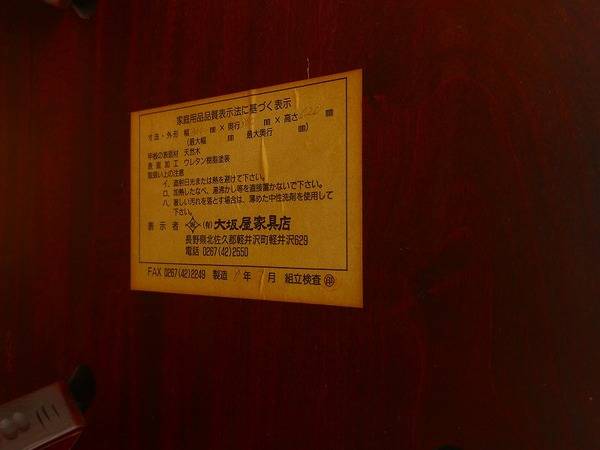 家庭用品品質表示法に基づく表示
寸法・外形 幅 ㎜ × 奥行 ㎜ × 高さ ㎜
(最大幅 ㎜ 最大奥行 ㎜)
甲板の表面材 天然木
表面加工 ウレタン樹脂塗装
取扱い上の注意
イ、直射日光または熱を避けて下さい。
ロ、加熱したなべ、湯沸かし等を直接置かないで下さい。
ハ、著しい汚れを落とす場合は、薄めた中性洗剤を使用して
下さい。
表示者 (有)大坂屋家具店
長野県北佐久郡軽井沢町軽井沢629
電話 0267(42)2550
FAX 0267(42)2249 製造 年 月 組立検査 ㊞